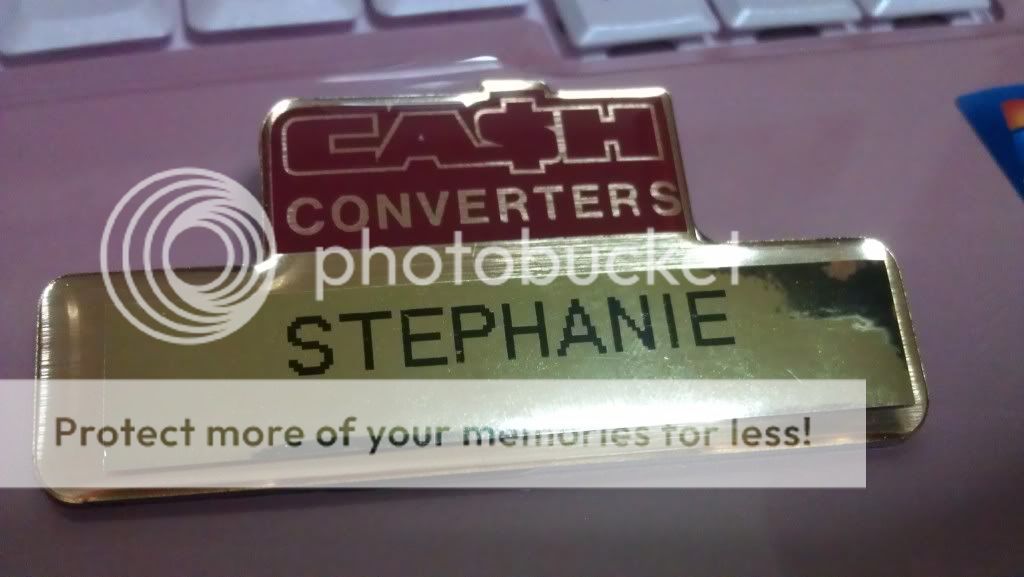 CA$H
CONVERTERS
photobucket
STEPHANIE
Protect more of your memories for less!